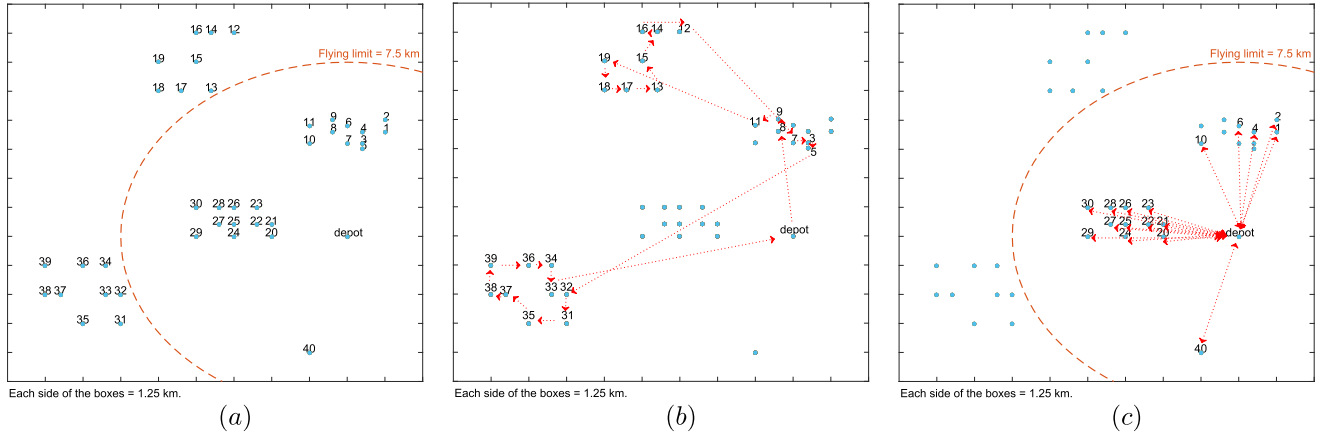 16 14 12
Flying limit = 7.5 km
19 15
18 17 13
2
9 6
11 8 4 1
10 7
3
30 28 26 23
27 25 22 21
29 24 20 depot
39 36 34
38 37 33 32
35 31
40
Each side of the boxes = 1.25 km.
(a)
16 14 12
19 15
18 17 13
9
11 8
7 3
5
depot
39 36 34
38 37 33 32
35 31
Each side of the boxes = 1.25 km.
(b)
Flying limit = 7.5 km
2
6
4 1
10
30 28 26 23
27 25 22 21
29 24 20 depot
40
Each side of the boxes = 1.25 km.
(c)